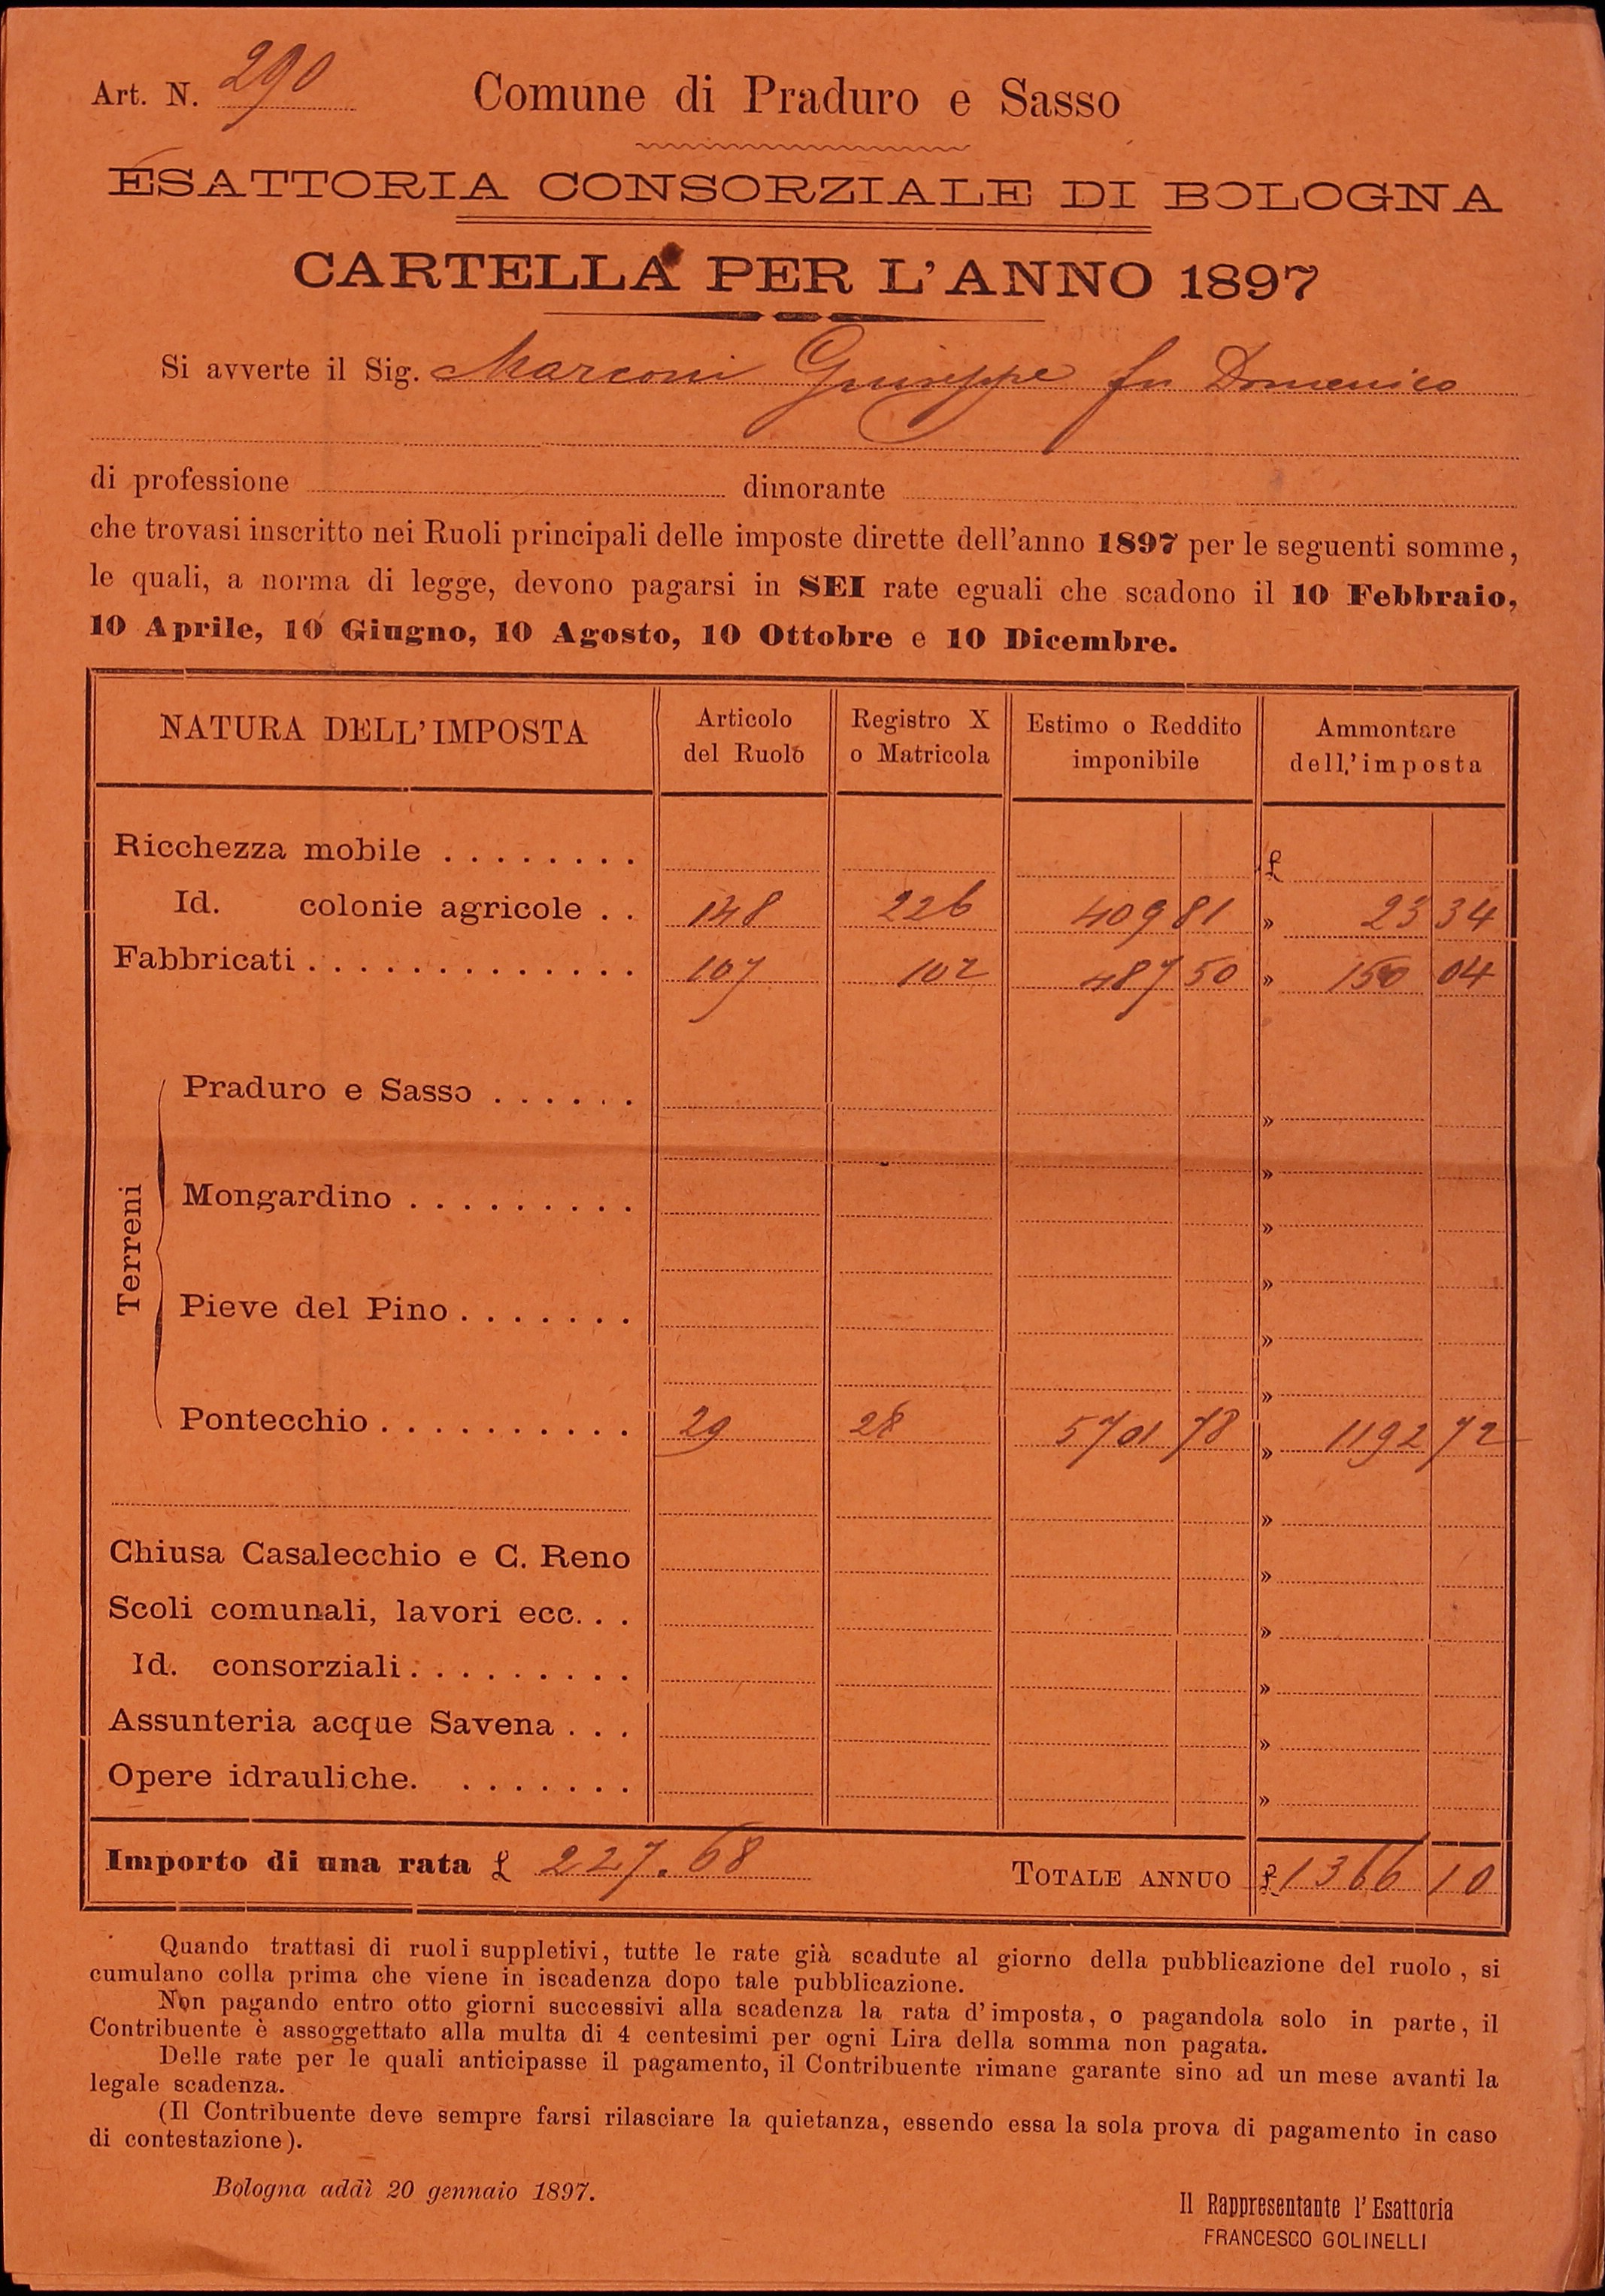 Art. N. 290
Comune di Praduro e Sasso
ESATTORIA CONSORZIALE DI BOLOGNA
CARTELLA PER L'ANNO 1897
Si avverte il Sig. Marconi Giuseppe fu Domenico
di professione dimorante
che trovasi inscritto nei Ruoli principali delle imposte dirette dell'anno 1897 per le seguenti somme,
le quali, a norma di legge, devono pagarsi in SEI rate eguali che scadono il 10 Febbraio,
10 Aprile, 10 Giugno, 10 Agosto, 10 Ottobre e 10 Dicembre.
NATURA DELL'IMPOSTA Articolo del Ruolo Registro X o Matricola Estimo o Reddito imponibile Ammontare dell'imposta
Ricchezza mobile . . . . . . . . £
Id. colonie agricole . . 148 226 409 81 » 23 34
Fabbricati . . . . . . . . . . . . . 107 102 487 50 » 150 04
Terreni
Praduro e Sasso . . . . . . »
»
Mongardino . . . . . . . . . »
»
Pieve del Pino . . . . . . . »
»
Pontecchio . . . . . . . . . . 29 28 5701 78 » 1192 72
»
Chiusa Casalecchio e C. Reno »
Scoli comunali, lavori ecc. . . »
Id. consorziali . . . . . . . . . »
Assunteria acque Savena . . . »
Opere idrauliche. . . . . . . . »
Importo di una rata £ 227.68 TOTALE ANNUO £ 1366 10
Quando trattasi di ruoli suppletivi, tutte le rate già scadute al giorno della pubblicazione del ruolo, si
cumulano colla prima che viene in iscadenza dopo tale pubblicazione.
Non pagando entro otto giorni successivi alla scadenza la rata d'imposta, o pagandola solo in parte, il
Contribuente è assoggettato alla multa di 4 centesimi per ogni Lira della somma non pagata.
Delle rate per le quali anticipasse il pagamento, il Contribuente rimane garante sino ad un mese avanti la
legale scadenza.
(Il Contribuente deve sempre farsi rilasciare la quietanza, essendo essa la sola prova di pagamento in caso
di contestazione).
Bologna addì 20 gennaio 1897.
Il Rappresentante l'Esattoria
FRANCESCO GOLINELLI